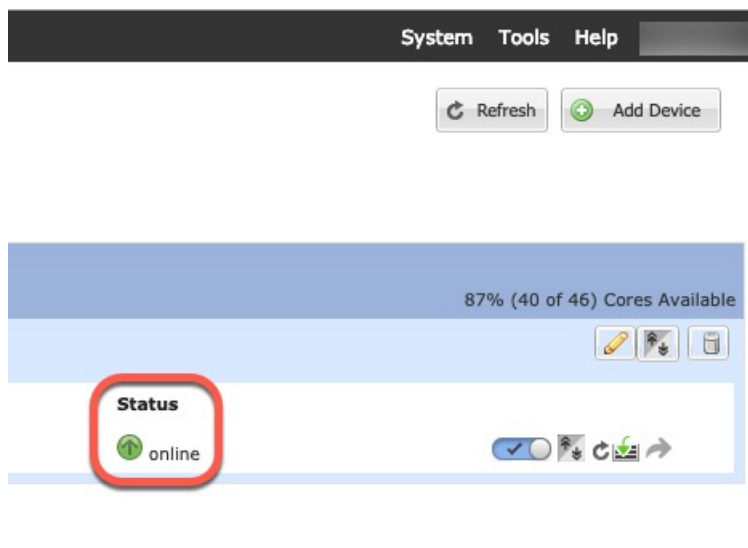 System Tools Help
Refresh Add Device
87% (40 of 46) Cores Available
Status
online